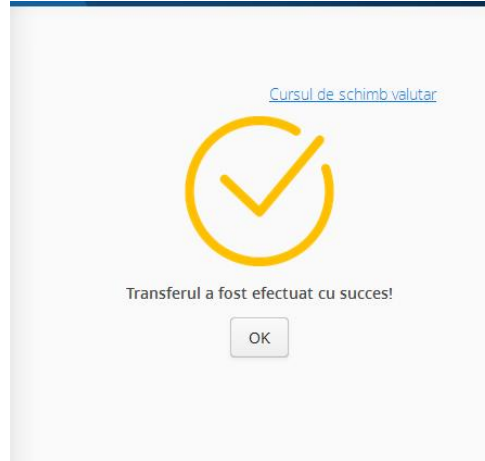 Cursul de schimb valutar
Transferul a fost efectuat cu succes!
OK